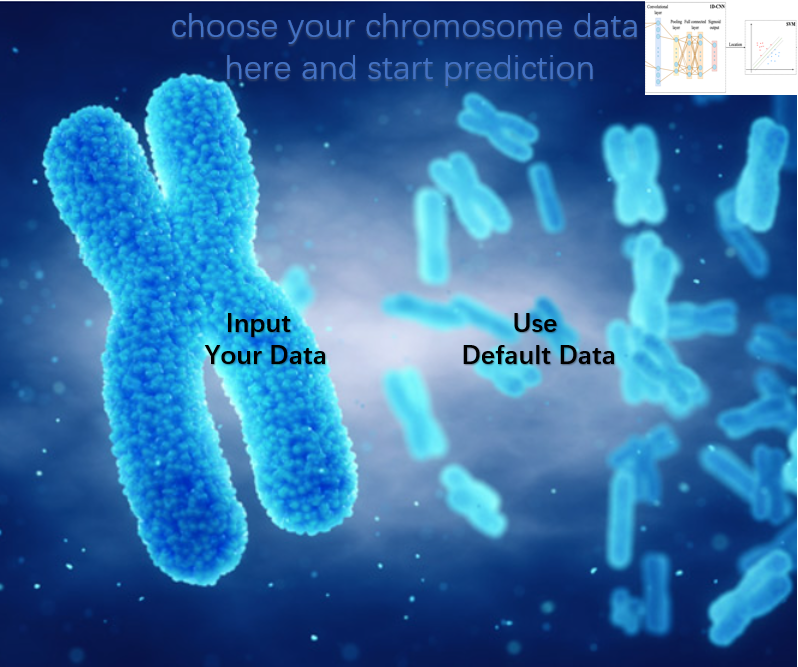 choose your chromosome data
here and start prediction
Convolutional
layer
1D-CNN
Pooling
layer
Full connected
layer
Sigmoid
output
Location
SVM
Input
Your Data
Use
Default Data